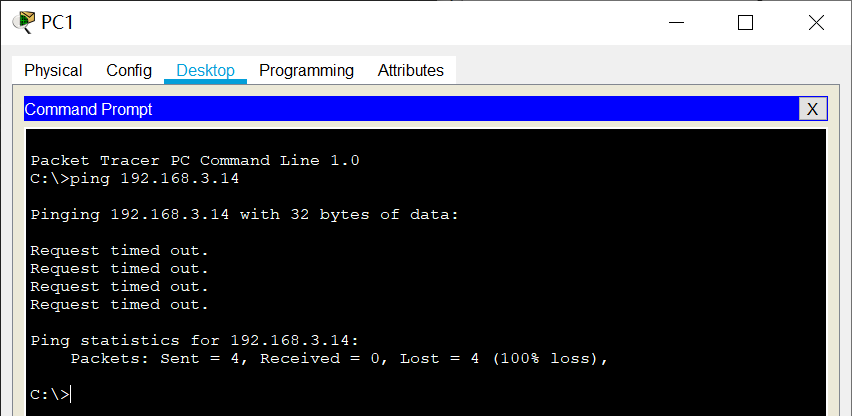 PC1
Physical Config Desktop Programming Attributes
Command Prompt X
Packet Tracer PC Command Line 1.0
C:\>ping 192.168.3.14
Pinging 192.168.3.14 with 32 bytes of data:
Request timed out.
Request timed out.
Request timed out.
Request timed out.
Ping statistics for 192.168.3.14:
    Packets: Sent = 4, Received = 0, Lost = 4 (100% loss),
C:\>